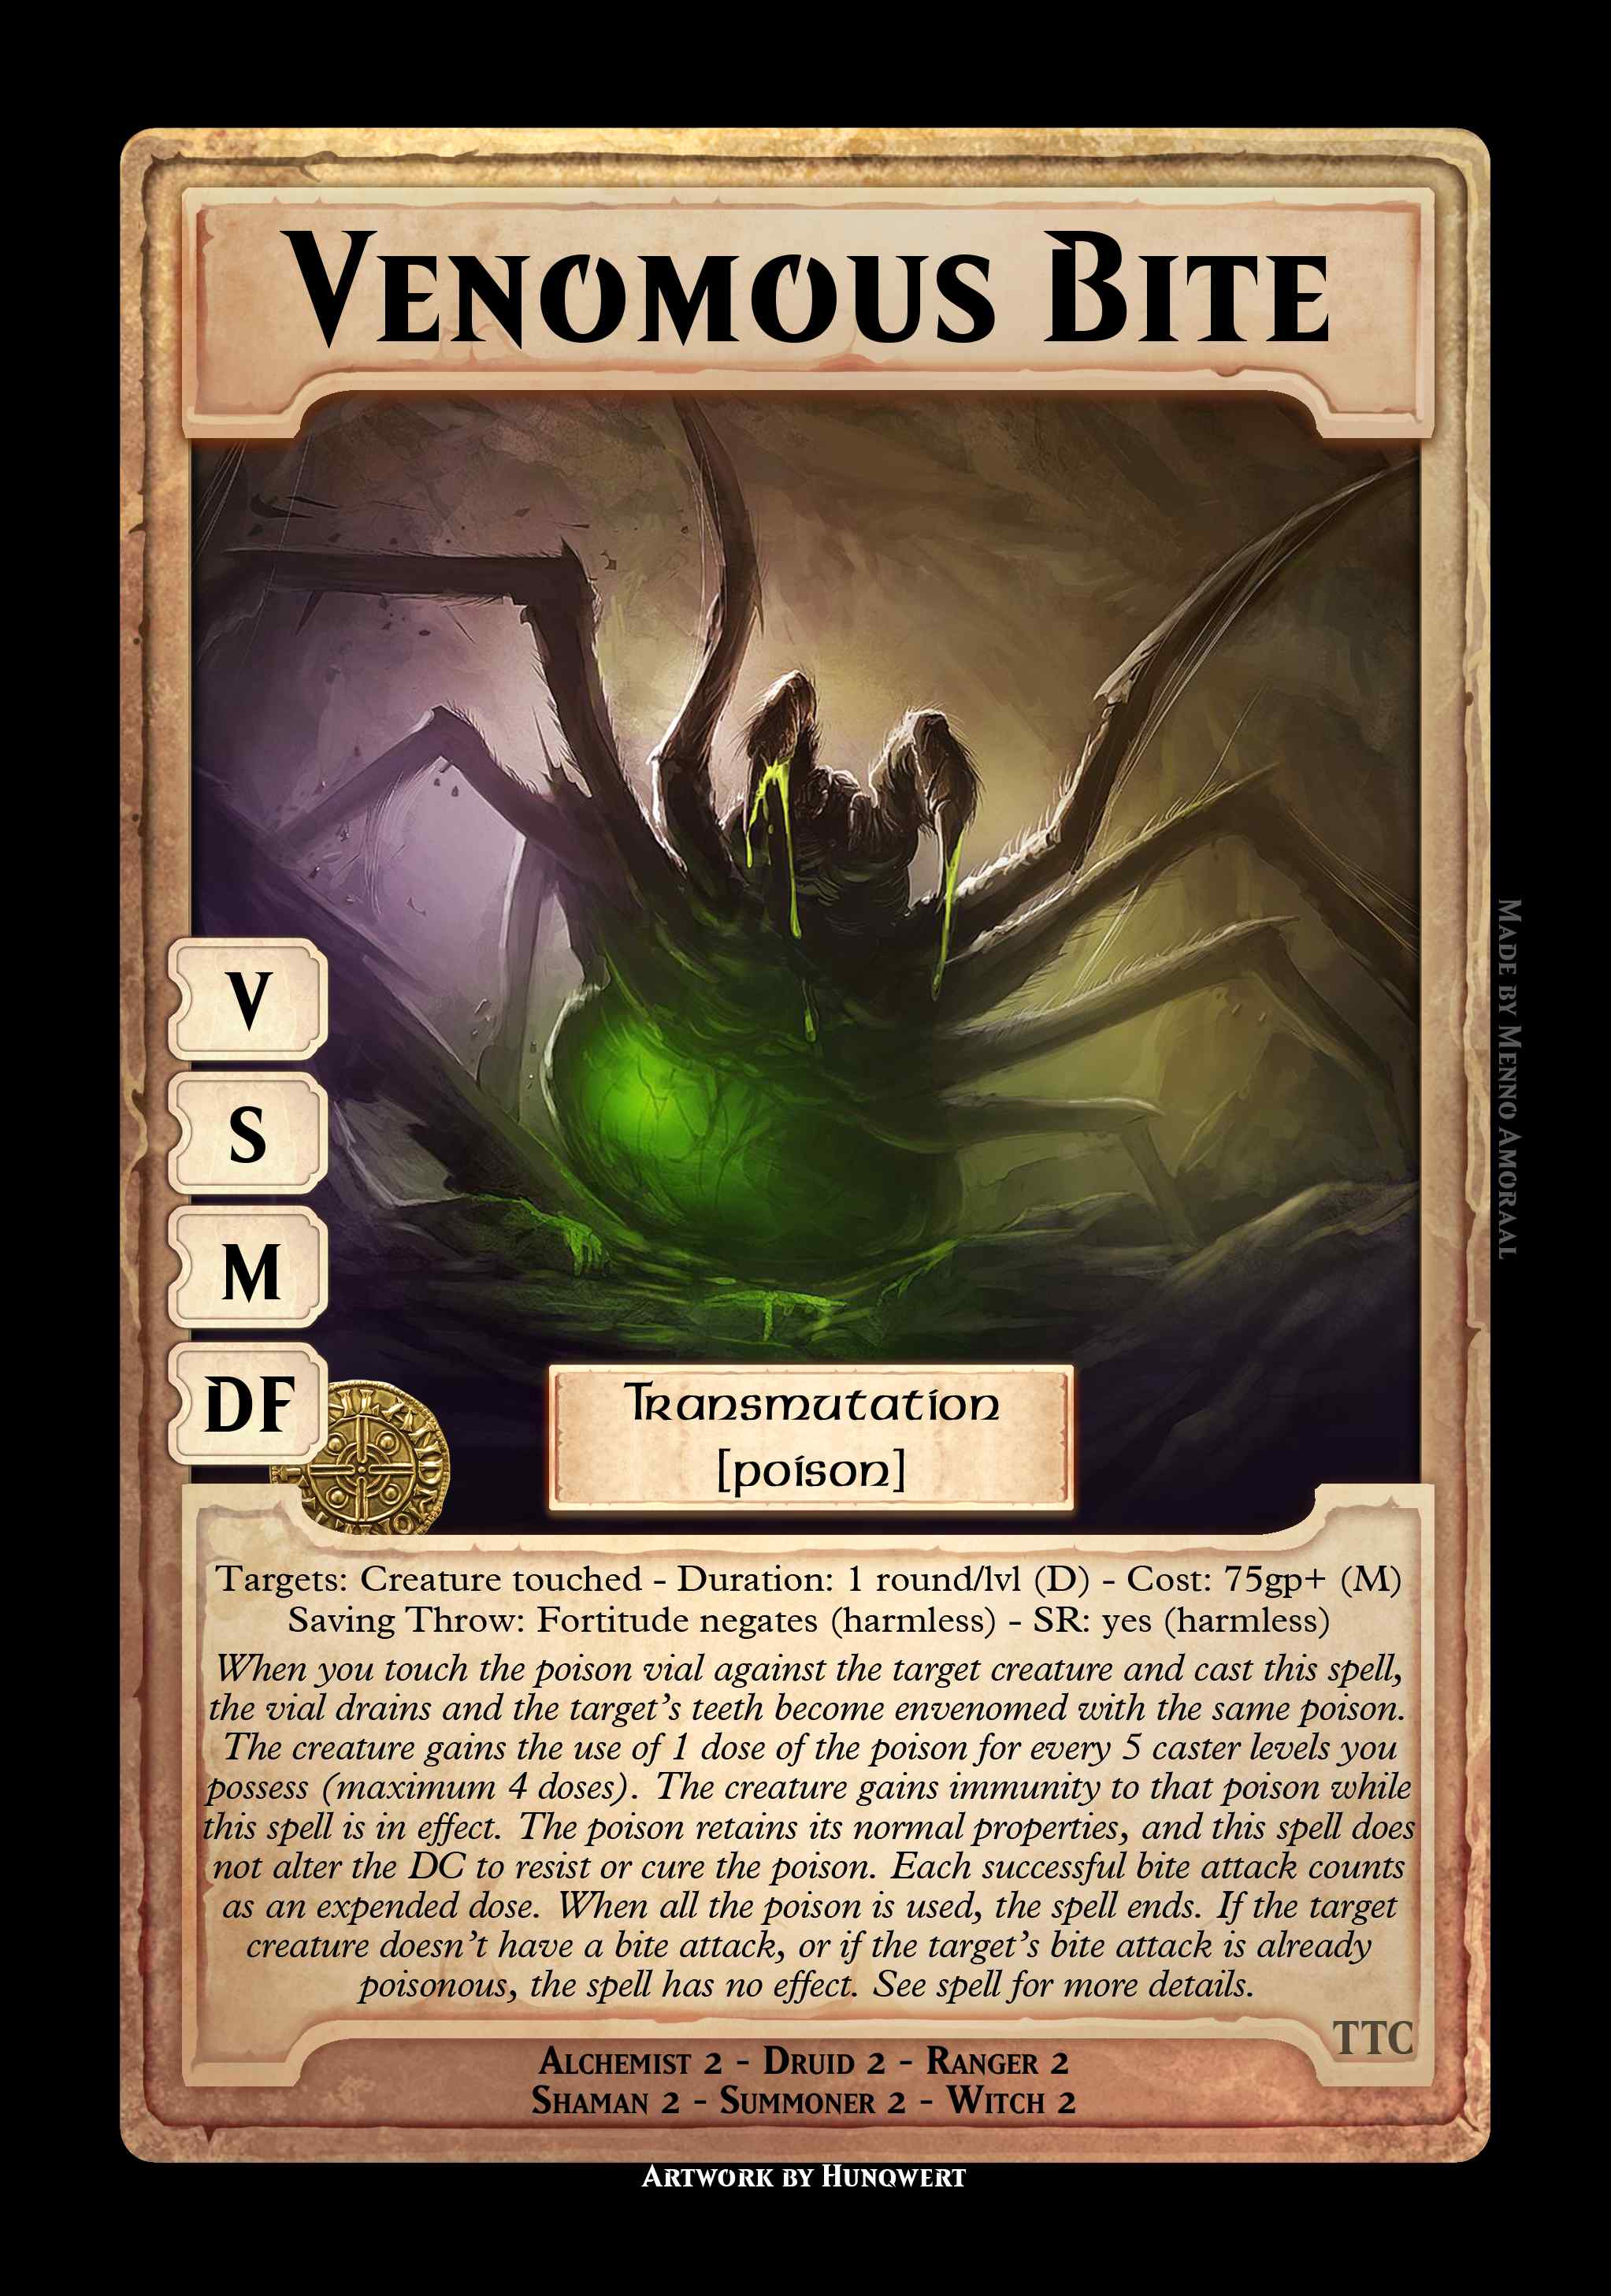 Venomous Bite
V
S
M
DF
Transmutation
[poison]
Targets: Creature touched - Duration: 1 round/lvl (D) - Cost: 75gp+ (M)
Saving Throw: Fortitude negates (harmless) - SR: yes (harmless)
When you touch the poison vial against the target creature and cast this spell,
the vial drains and the target's teeth become envenomed with the same poison.
The creature gains the use of 1 dose of the poison for every 5 caster levels you
possess (maximum 4 doses). The creature gains immunity to that poison while
this spell is in effect. The poison retains its normal properties, and this spell does
not alter the DC to resist or cure the poison. Each successful bite attack counts
as an expended dose. When all the poison is used, the spell ends. If the target
creature doesn't have a bite attack, or if the target's bite attack is already
poisonous, the spell has no effect. See spell for more details.
TTC
Alchemist 2 - Druid 2 - Ranger 2
Shaman 2 - Summoner 2 - Witch 2
Artwork by Hunqwert
Made by Menno Amoraal